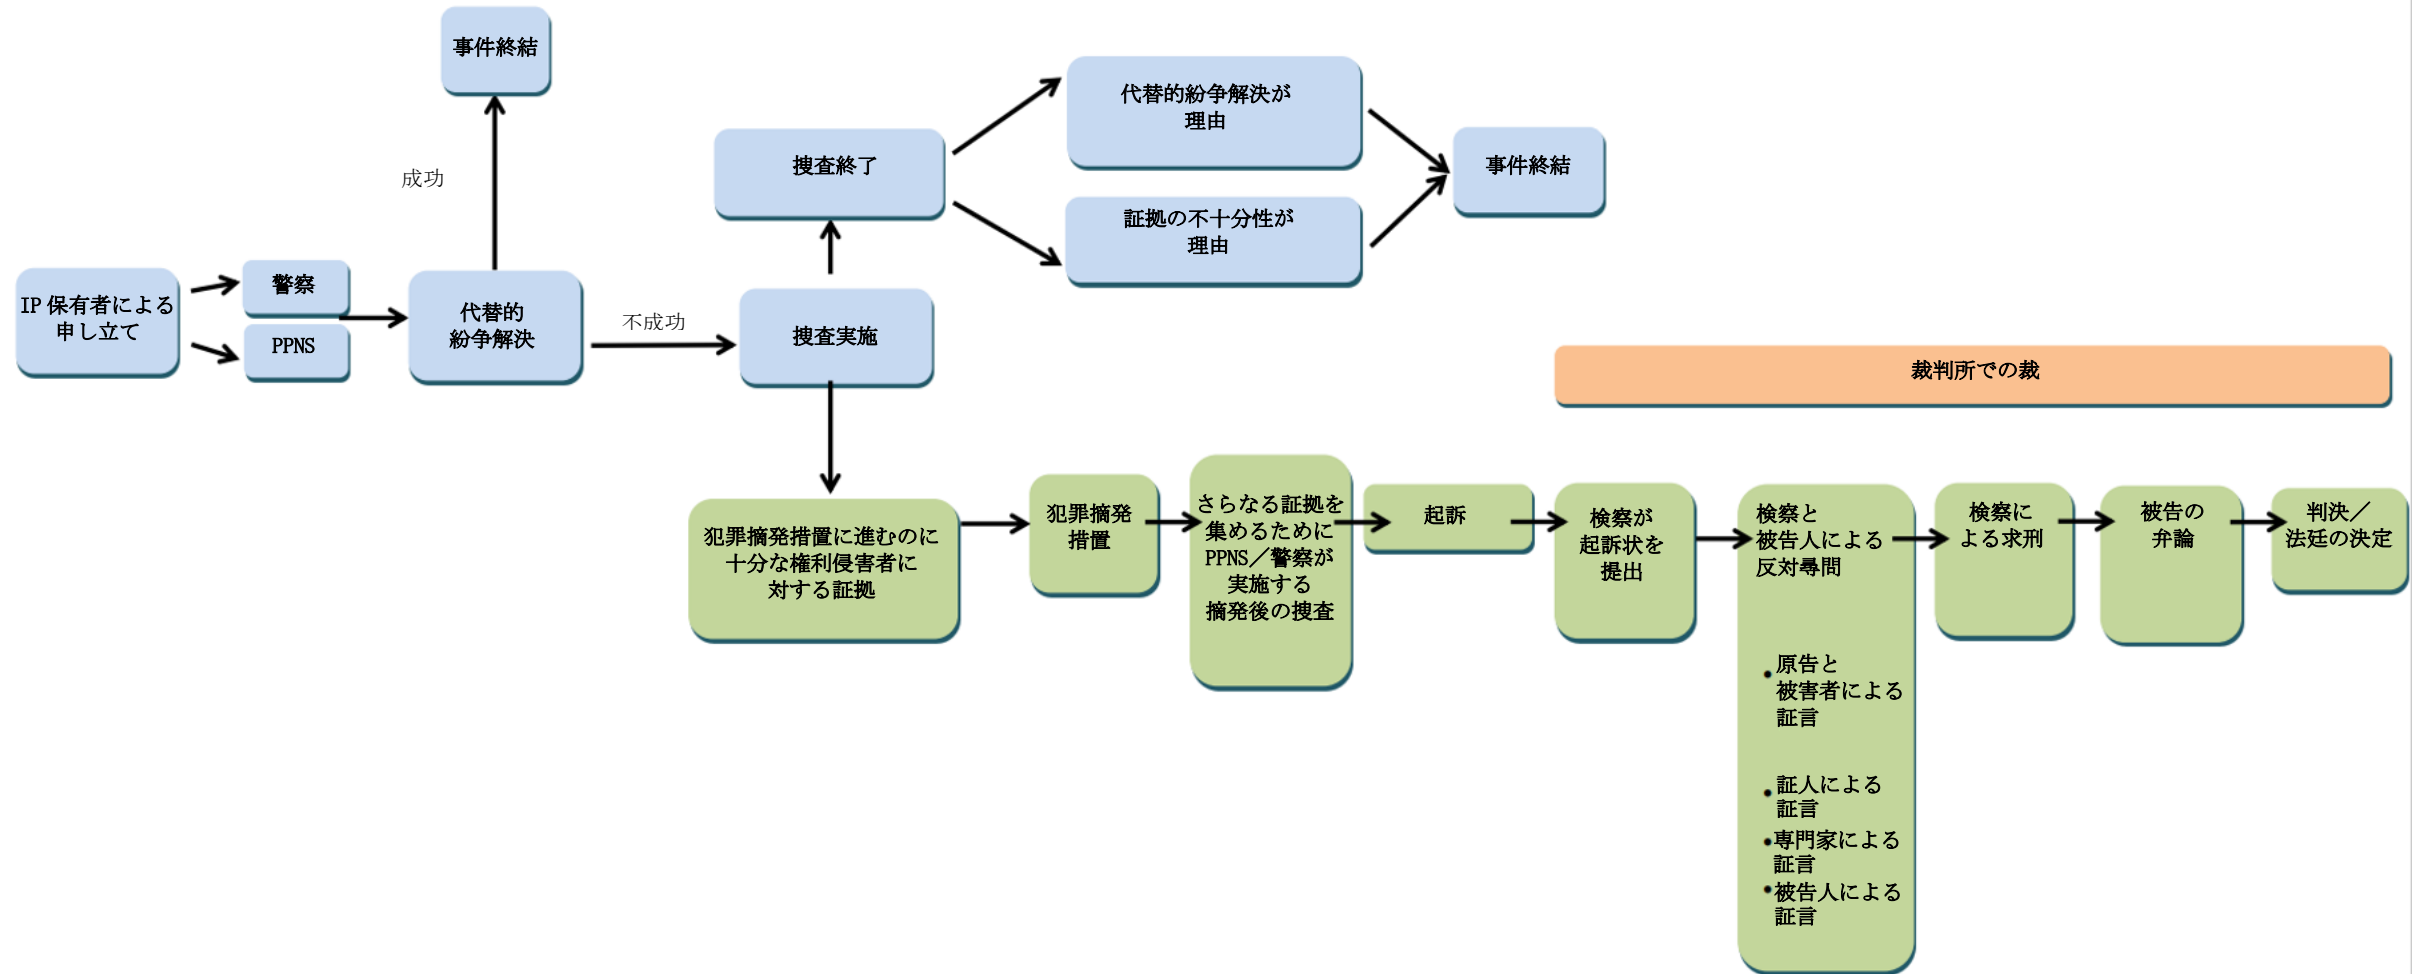 事件終結
成功
IP 保有者による
申し立て
警察
PPNS
代替的
紛争解決
不成功
捜査実施
捜査終了
代替的紛争解決が
理由
証拠の不十分性が
理由
事件終結
裁判所での裁
犯罪摘発措置に進むのに
十分な権利侵害者に
対する証拠
犯罪摘発
措置
さらなる証拠を
集めるために
PPNS/警察が
実施する
摘発後の捜査
起訴
検察が
起訴状を
提出
検察と
被告人による
反対尋問
•原告と
被害者による
証言
•証人による
証言
•専門家による
証言
•被告人による
証言
検察に
よる求刑
被告の
弁論
判決/
法廷の決定